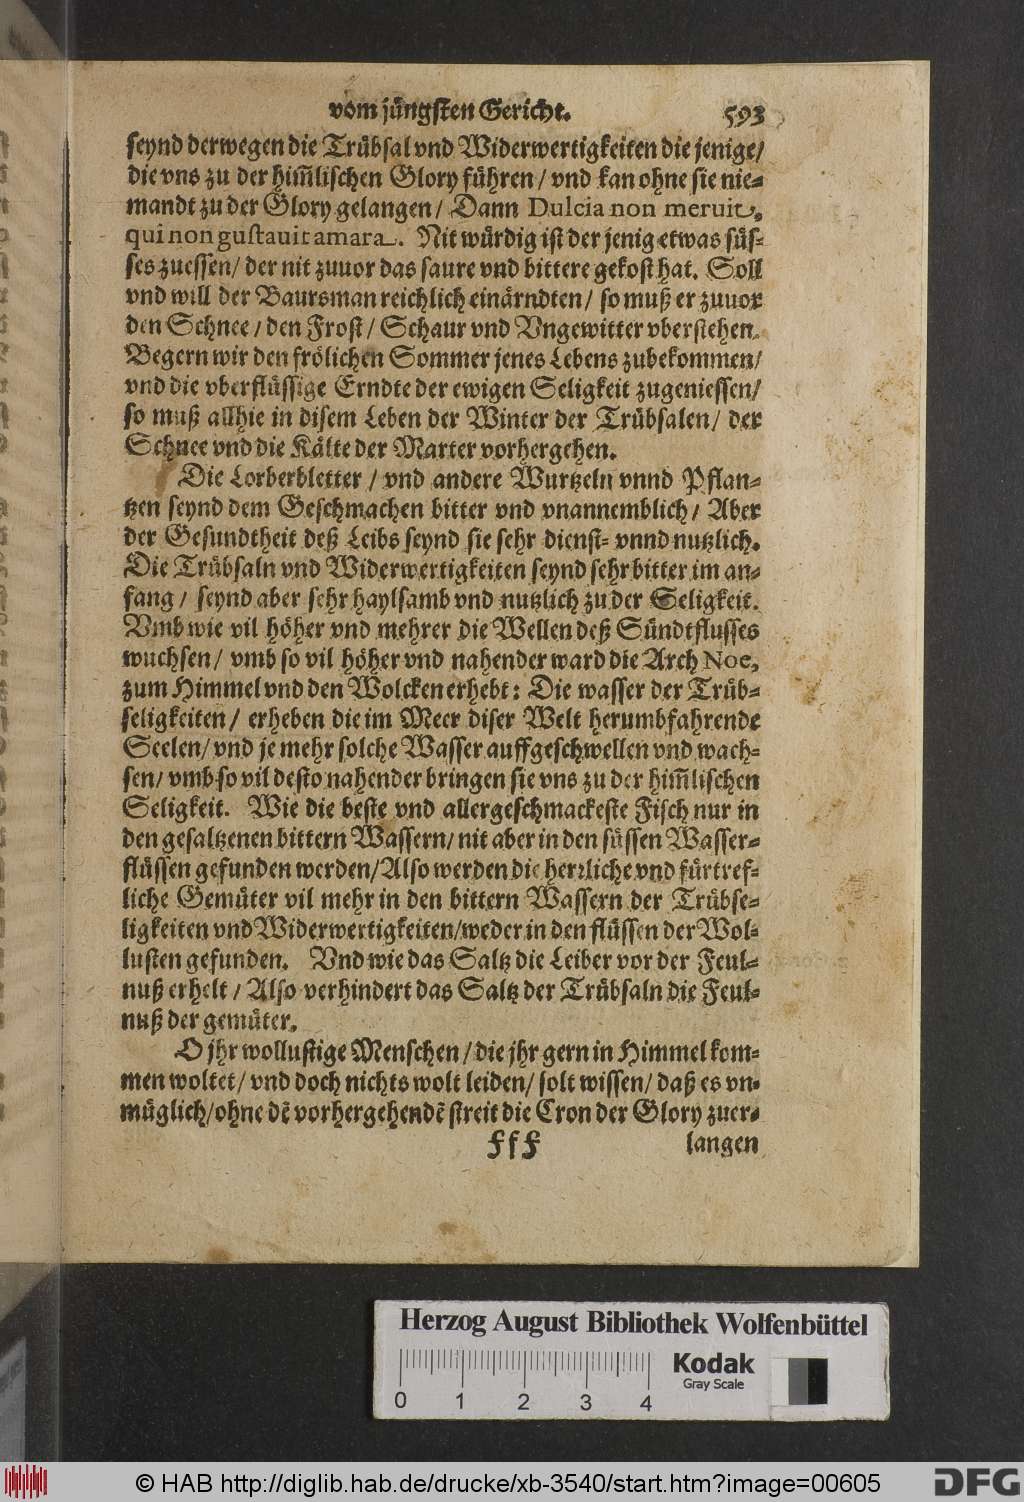 vom jüngsten Gericht. 593
seynd derwegen die Trübsal vnd Widerwertigkeiten die jenige/
die vns zu der him̃lischen Glory führen / vnd kan ohne sie nie-
mandt zu der Glory gelangen / Dann Dulcia non meruit,
qui non gustauit amara. Nit würdig ist der jenig etwas süs-
ses zuessen / der nit zuuor das saure vnd bittere gekost hat. Soll
vnd will der Baursman reichlich einärndten / so muß er zuuor
den Schnee / den Frost / Schaur vnd Vngewitter vberstehen.
Begern wir den frölichen Sommer jenes Lebens zubekommen/
vnd die vberflüssige Erndte der ewigen Seligkeit zugeniessen/
so muß allhie in disem Leben der Winter der Trübsalen / der
Schnee vnd die Kälte der Marter vorhergehen.
Die Lorberbletter / vnd andere Wurtzeln vnnd Pflan-
tzen seynd dem Geschmachen bitter vnd vnannemblich / Aber
der Gesundtheit deß Leibs seynd sie sehr dienst- vnnd nutzlich.
Die Trübsaln vnd Widerwertigkeiten seynd sehr bitter im an-
fang / seynd aber sehr haylsamb vnd nutzlich zu der Seligkeit.
Vmb wie vil höher vnd mehrer die Wellen deß Sündtflusses
wuchsen / vmb so vil höher vnd nahender ward die Arch Noe,
zum Himmel vnd den Wolcken erhebt: Die wasser der Trüb-
seligkeiten / erheben die im Meer diser Welt herumbfahrende
Seelen / vnd je mehr solche Wasser auffgeschwellen vnd wach-
sen / vmb so vil desto nahender bringen sie vns zu der him̃lischen
Seligkeit. Wie die beste vnd allergeschmackeste Fisch nur in
den gesaltzenen bittern Wassern / nit aber in den süssen Wasser-
flüssen gefunden werden / Also werden die herrliche vnd fürtref-
liche Gemüter vil mehr in den bittern Wassern der Trübse-
ligkeiten vnd Widerwertigkeiten / weder in den flüssen der Wol-
lusten gefunden. Vnd wie das Saltz die Leiber vor der Feul-
nuß erhelt / Also verhindert das Saltz der Trübsaln die Feul-
nuß der gemüter.
O jhr wollustige Menschen / die jhr gern in Himmel kom-
men woltet / vnd doch nichts wolt leiden / solt wissen / daß es vn-
müglich / ohne dẽ vorhergehendẽ streit die Cron der Glory zuer-
F f F langen
Herzog August Bibliothek Wolfenbüttel
Kodak
Gray Scale
0 1 2 3 4
© HAB http://diglib.hab.de/drucke/xb-3540/start.htm?image=00605
DFG